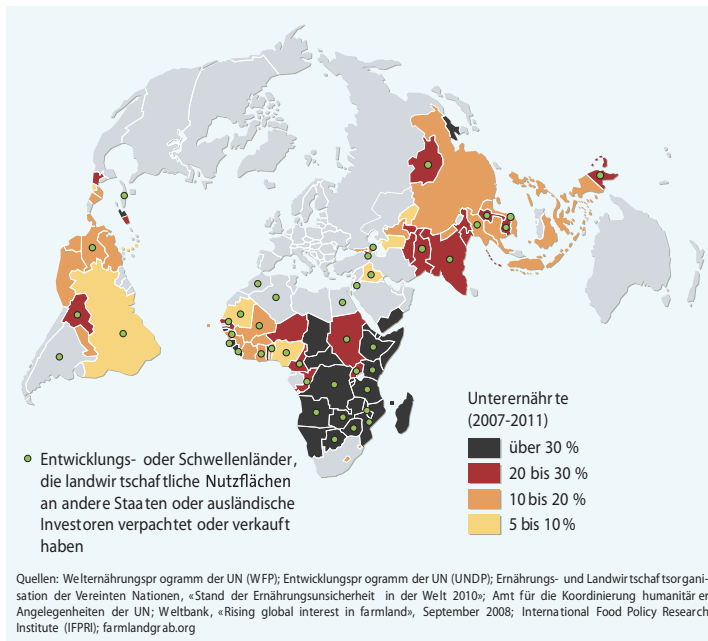 Unterernährte
(2007-2011)
über 30 %
20 bis 30 %
10 bis 20 %
5 bis 10 %
Entwicklungs- oder Schwellenländer,
die landwirtschaftliche Nutzflächen
an andere Staaten oder ausländische
Investoren verpachtet oder verkauft
haben
Quellen: Welternährungsprogramm der UN (WFP); Entwicklungsprogramm der UN (UNDP); Ernährungs- und Landwirtschaftsorgani-
sation der Vereinten Nationen, «Stand der Ernährungsunsicherheit in der Welt 2010»; Amt für die Koordinierung humanitärer
Angelegenheiten der UN; Weltbank, «Rising global interest in farmland», September 2008; International Food Policy Research
Institute (IFPRI); farmlandgrab.org